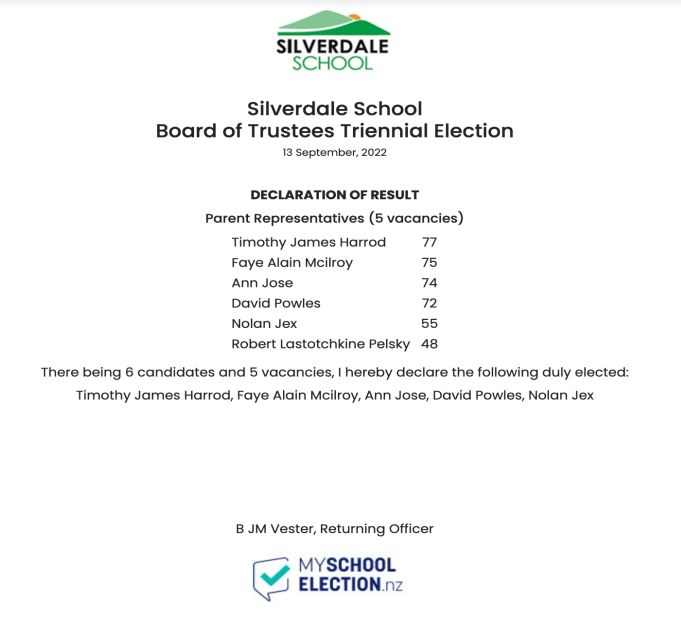 SILVERDALE
SCHOOL
Silverdale School
Board of Trustees Triennial Election
13 September, 2022
DECLARATION OF RESULT
Parent Representatives (5 vacancies)
Timothy James Harrod 77
Faye Alain Mcilroy 75
Ann Jose 74
David Powles 72
Nolan Jex 55
Robert Lastotchkine Pelsky 48
There being 6 candidates and 5 vacancies, I hereby declare the following duly elected:
Timothy James Harrod, Faye Alain Mcilroy, Ann Jose, David Powles, Nolan Jex
B JM Vester, Returning Officer
MYSCHOOL
ELECTION.nz